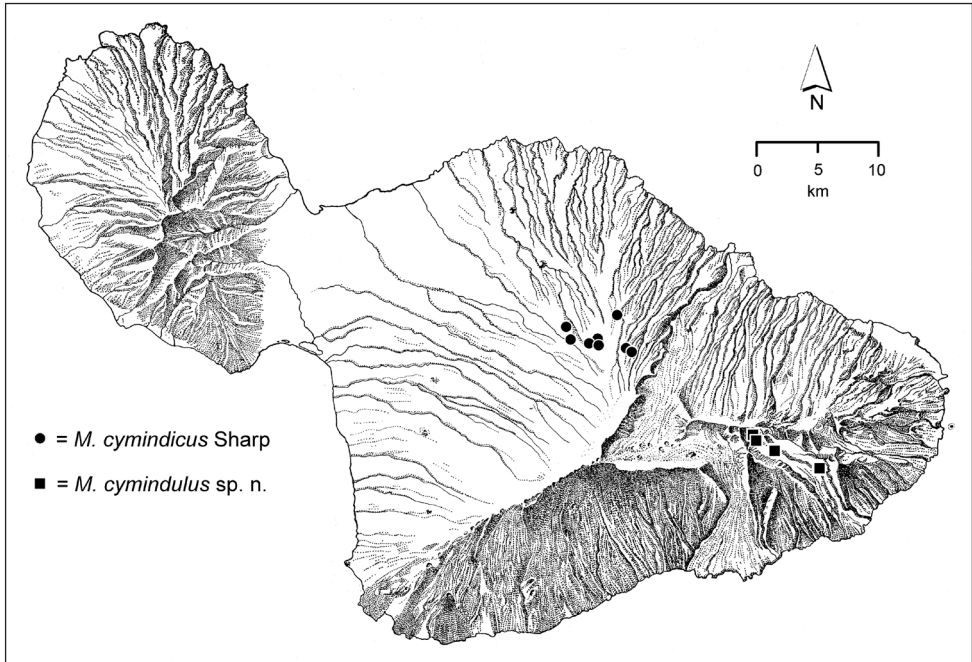 N
0 5 10
km
● = M. cymindicus Sharp
■ = M. cymindulus sp. n.